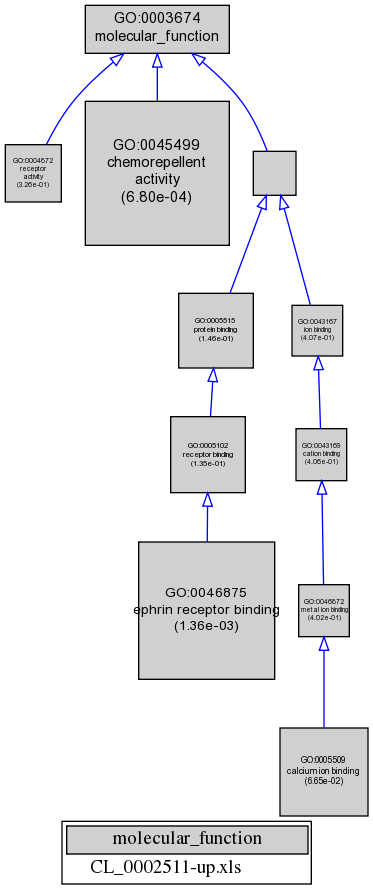 GO:0003674
molecular_function
GO:0004872
receptor
activity
(3.26e-01)
GO:0045499
chemorepellent
activity
(6.80e-04)
GO:0005515
protein binding
(1.46e-01)
GO:0043167
ion binding
(4.07e-01)
GO:0005102
receptor binding
(1.35e-01)
GO:0043169
cation binding
(4.06e-01)
GO:0046875
ephrin receptor binding
(1.36e-03)
GO:0046872
metal ion binding
(4.02e-01)
GO:0005509
calcium ion binding
(6.65e-02)
molecular_function
CL_0002511-up.xls